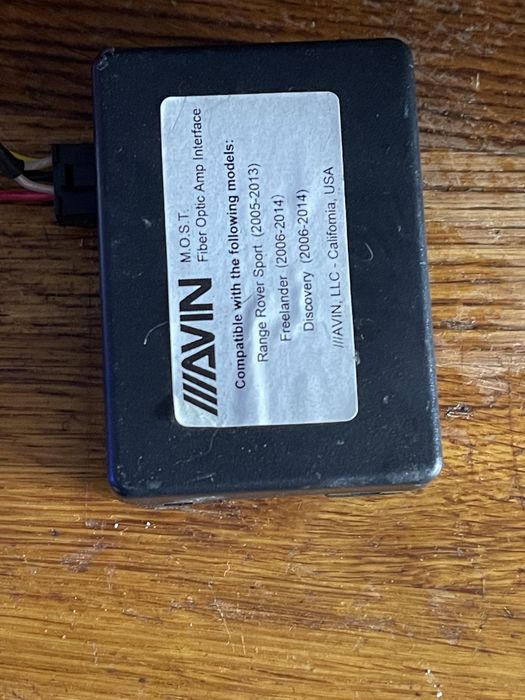 ///AVIN M.O.S.T.
Fiber Optic Amp Interface
Compatible with the following models:
Range Rover Sport (2005-2013)
Freelander (2006-2014)
Discovery (2006-2014)
///AVIN, LLC - California, USA